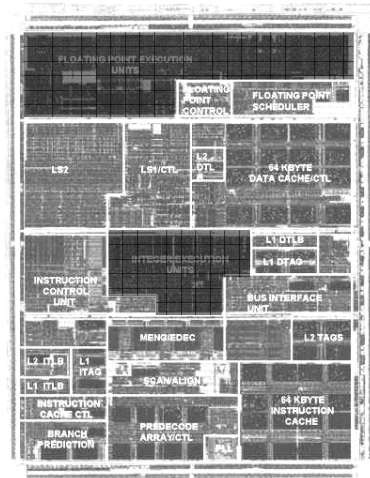 FLOATING POINT EXECUTION
UNITS
FLOATING
POINT
CONTROL
FLOATING POINT
SCHEDULER
LS2
LS1/CTL
L2
DTL
B
64 KBYTE
DATA CACHE/CTL
INSTRUCTION
CONTROL
UNIT
INTEGER EXECUTION
UNITS
L1 DTLB
L1 DTAG
BUS INTERFACE
UNIT
MENG/EDEC
L2 TAGS
L2 ITLB
L1
ITAG
L1 ITLB
SCAN/ALIGN
INSTRUCTION
CACHE CTL
BRANCH
PREDICTION
PREDECODE
ARRAY/CTL
PLL
64 KBYTE
INSTRUCTION
CACHE